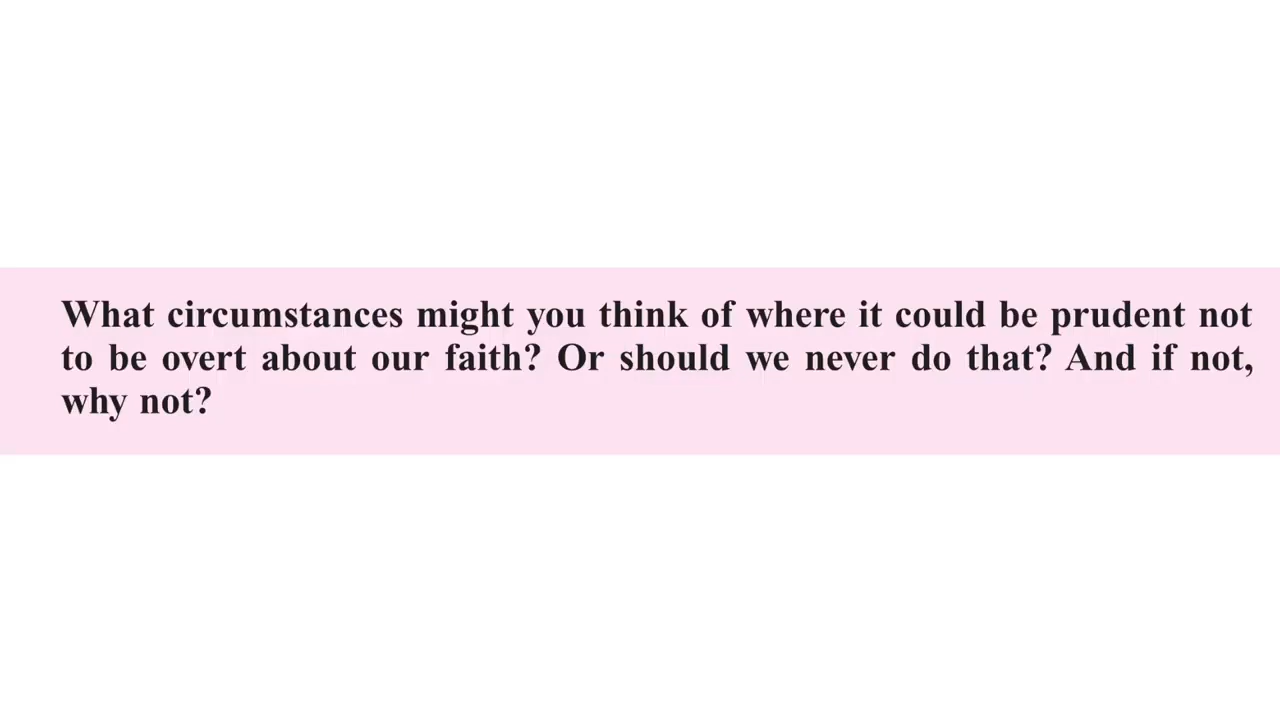 What circumstances might you think of where it could be prudent not
to be overt about our faith? Or should we never do that? And if not,
why not?